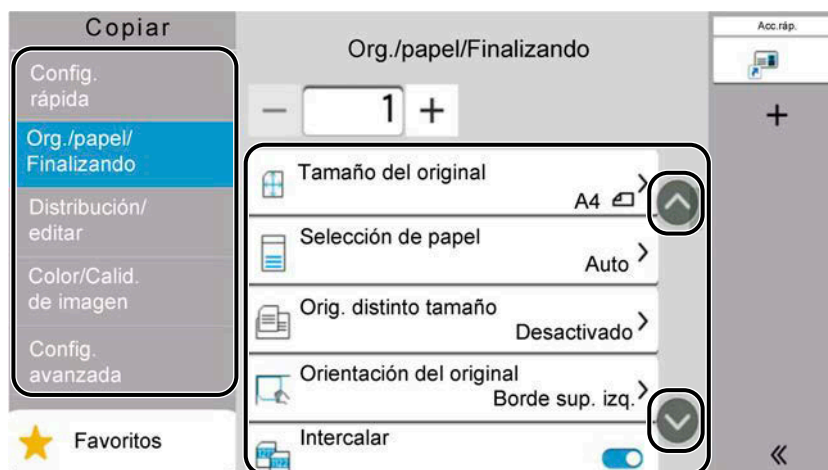 Copiar
Config.
rápida
Org./papel/
Finalizando
Distribución/
editar
Color/Calid.
de imagen
Config.
avanzada
Favoritos
Org./papel/Finalizando
1
Tamaño del original
A4
Selección de papel
Auto
Orig. distinto tamaño
Desactivado
Orientación del original
Borde sup. izq.
Intercalar
Acc.ráp.